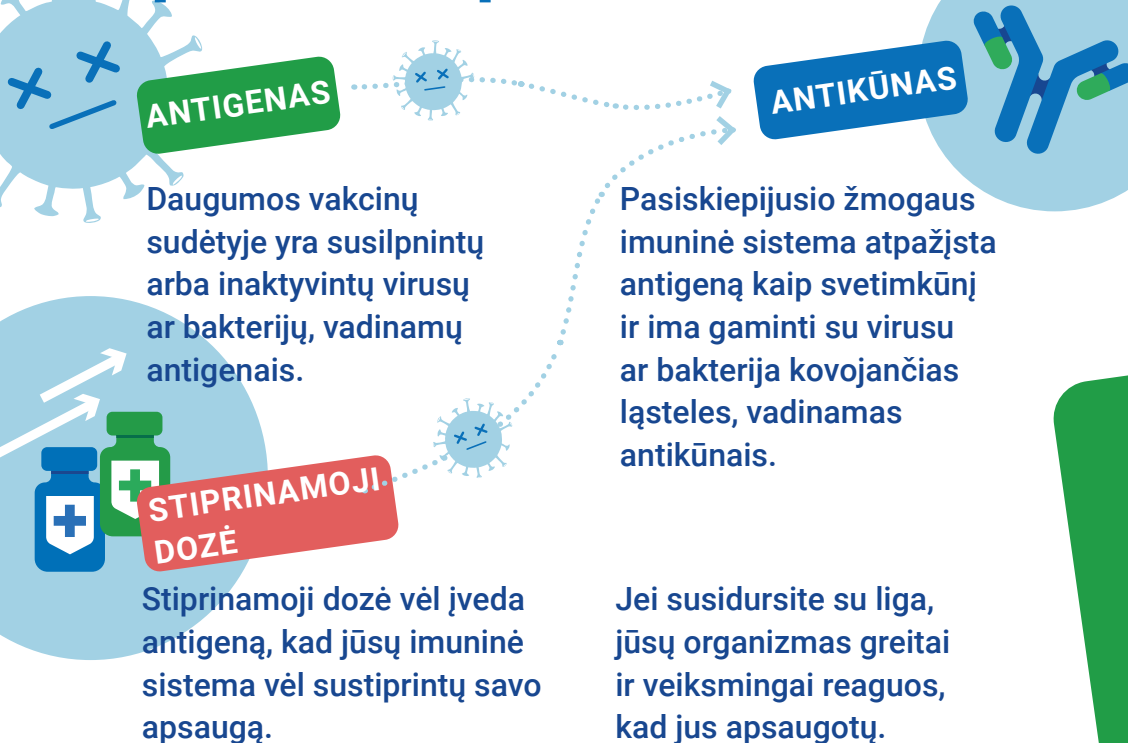 ANTIGENAS
Daugumos vakcinų
sudėtyje yra susilpnintų
arba inaktyvintų virusų
ar bakterijų, vadinamų
antigenais.
ANTIKŪNAS
Pasiskiepijusio žmogaus
imuninė sistema atpažįsta
antigeną kaip svetimkūnį
ir ima gaminti su virusu
ar bakterija kovojančias
ląsteles, vadinamas
antikūnais.
STIPRINAMOJI
DOZĖ
Stiprinamoji dozė vėl įveda
antigeną, kad jūsų imuninė
sistema vėl sustiprintų savo
apsaugą.
Jei susidursite su liga,
jūsų organizmas greitai
ir veiksmingai reaguos,
kad jus apsaugotų.